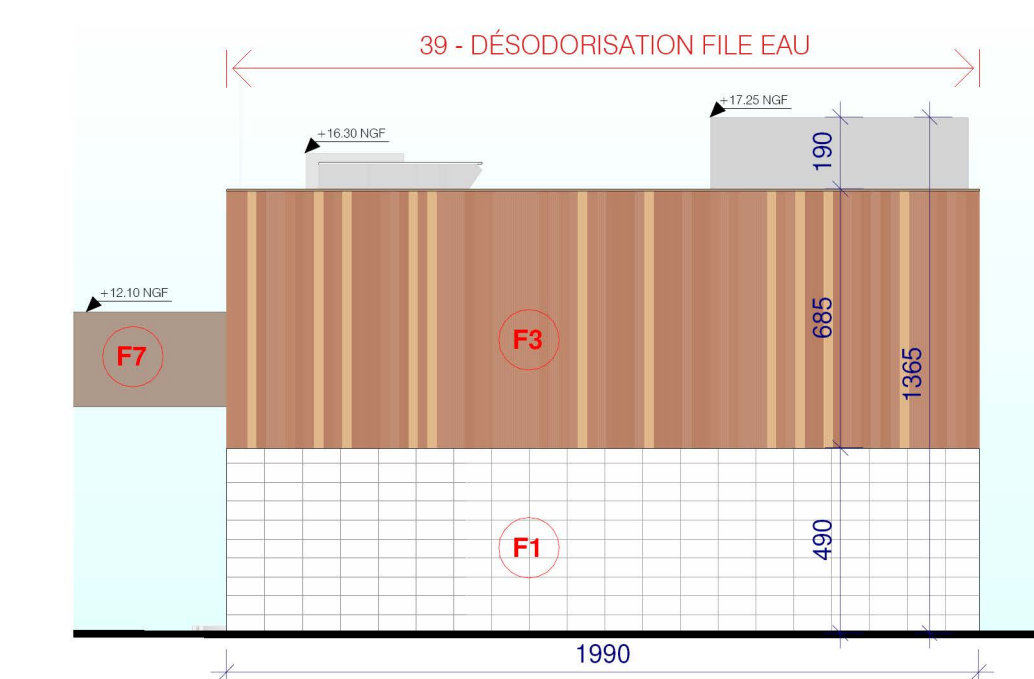 39 - DÉSODORISATION FILE EAU
+17.25 NGF
+16.30 NGF
190
+12.10 NGF
685
F3
F7
1365
490
F1
1990